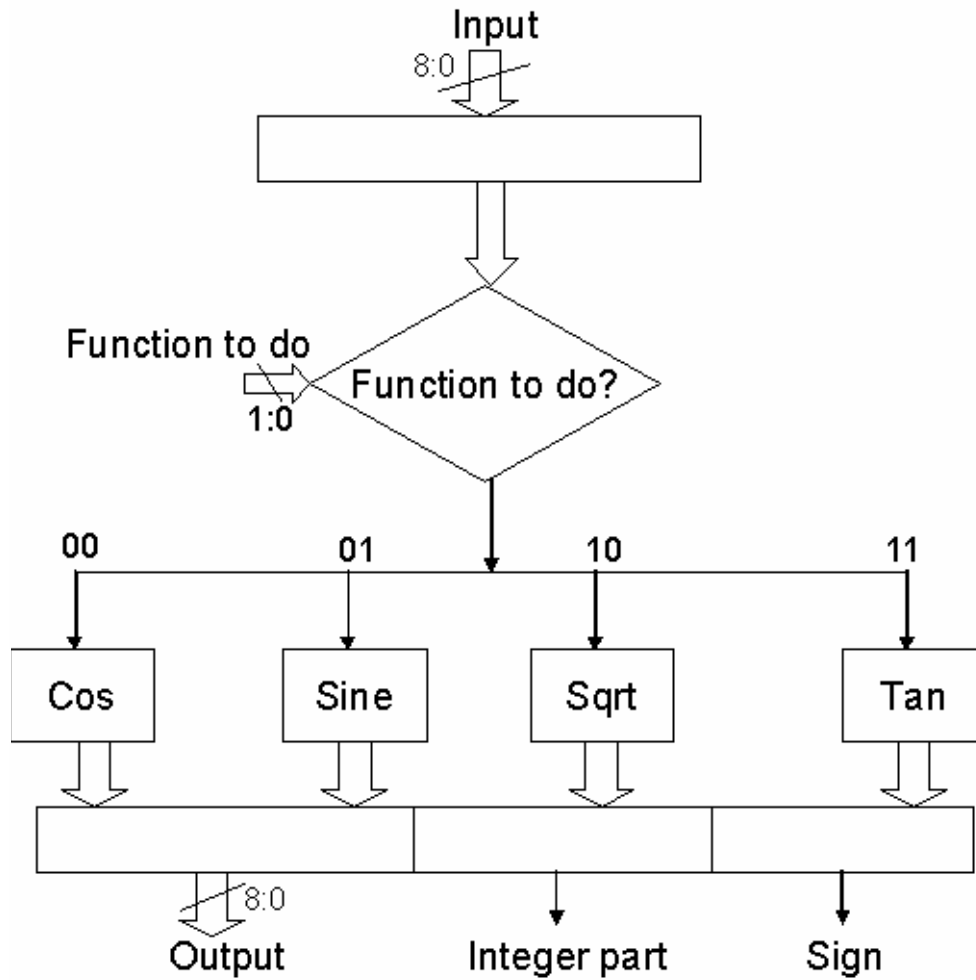 Input
8:0
Function to do
Function to do?
1:0
00 01 10 11
Cos Sine Sqrt Tan
8:0
Output Integer part Sign